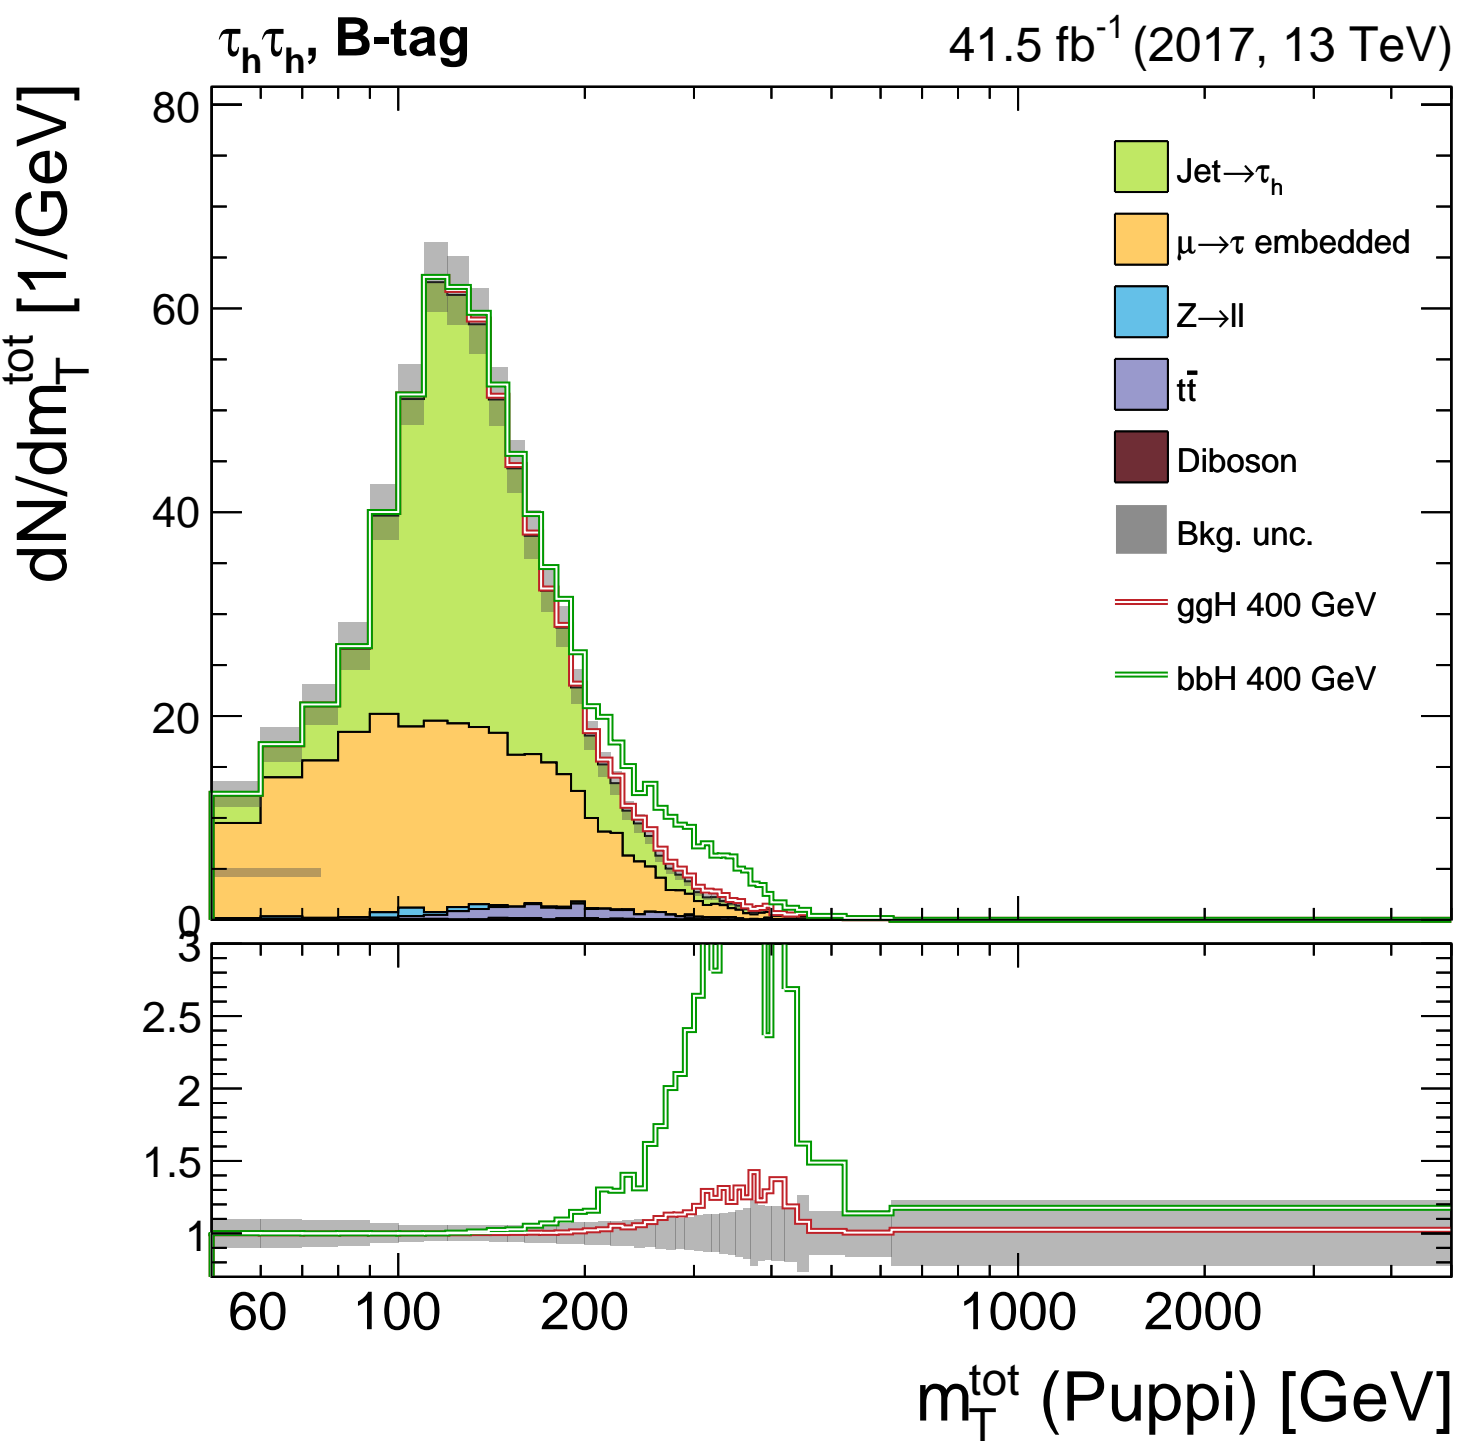 τhτh, B-tag
41.5 fb-1 (2017, 13 TeV)
dN/dmTtot [1/GeV]
80
60
40
20
0
Jet→τh
μ→τ embedded
Z→ll
tt̄
Diboson
Bkg. unc.
ggH 400 GeV
bbH 400 GeV
3
2.5
2
1.5
1
60 100 200 1000 2000
mTtot (Puppi) [GeV]